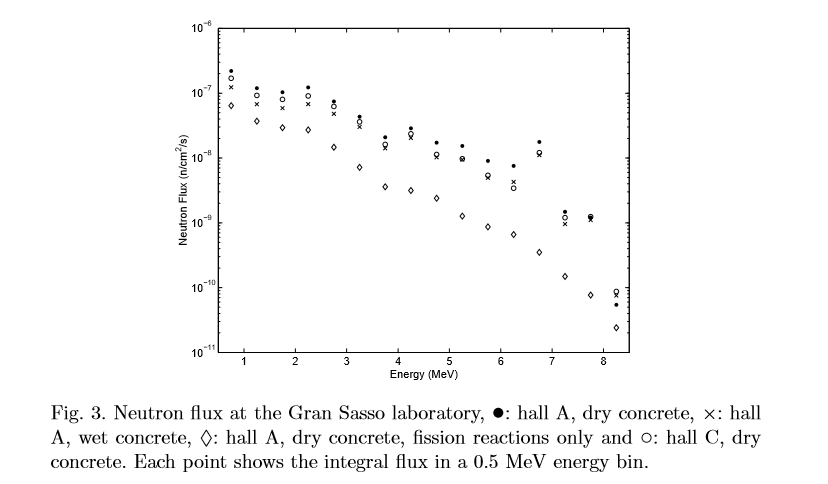 10⁻⁶
10⁻⁷
10⁻⁸
10⁻⁹
10⁻¹⁰
10⁻¹¹
Neutron Flux (n/cm²/s)
1 2 3 4 5 6 7 8
Energy (MeV)
Fig. 3. Neutron flux at the Gran Sasso laboratory, ●: hall A, dry concrete, ×: hall
A, wet concrete, ◇: hall A, dry concrete, fission reactions only and ○: hall C, dry
concrete. Each point shows the integral flux in a 0.5 MeV energy bin.